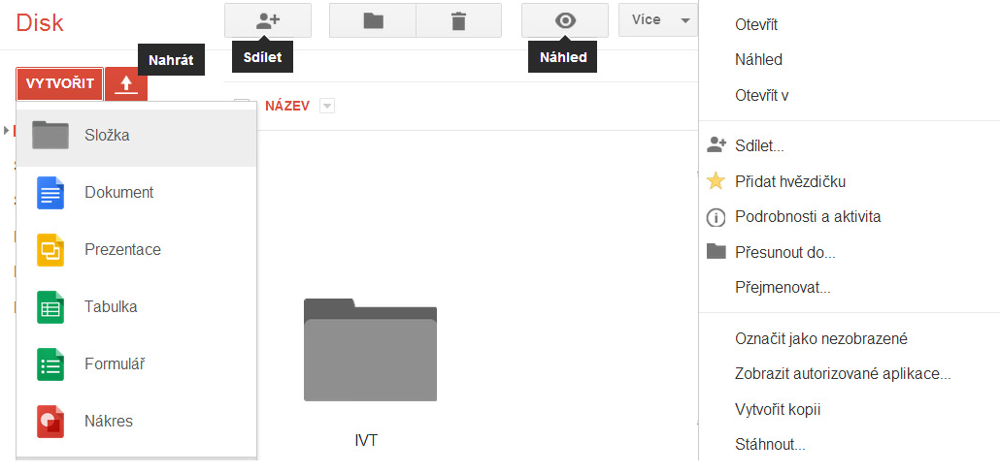 Disk
Více
Sdílet
Náhled
Nahrát
VYTVOŘIT
NÁZEV
Složka
Dokument
Prezentace
Tabulka
Formulář
Nákres
IVT
Otevřít
Náhled
Otevřít v
Sdílet...
Přidat hvězdičku
Podrobnosti a aktivita
Přesunout do...
Přejmenovat...
Označit jako nezobrazené
Zobrazit autorizované aplikace...
Vytvořit kopii
Stáhnout...